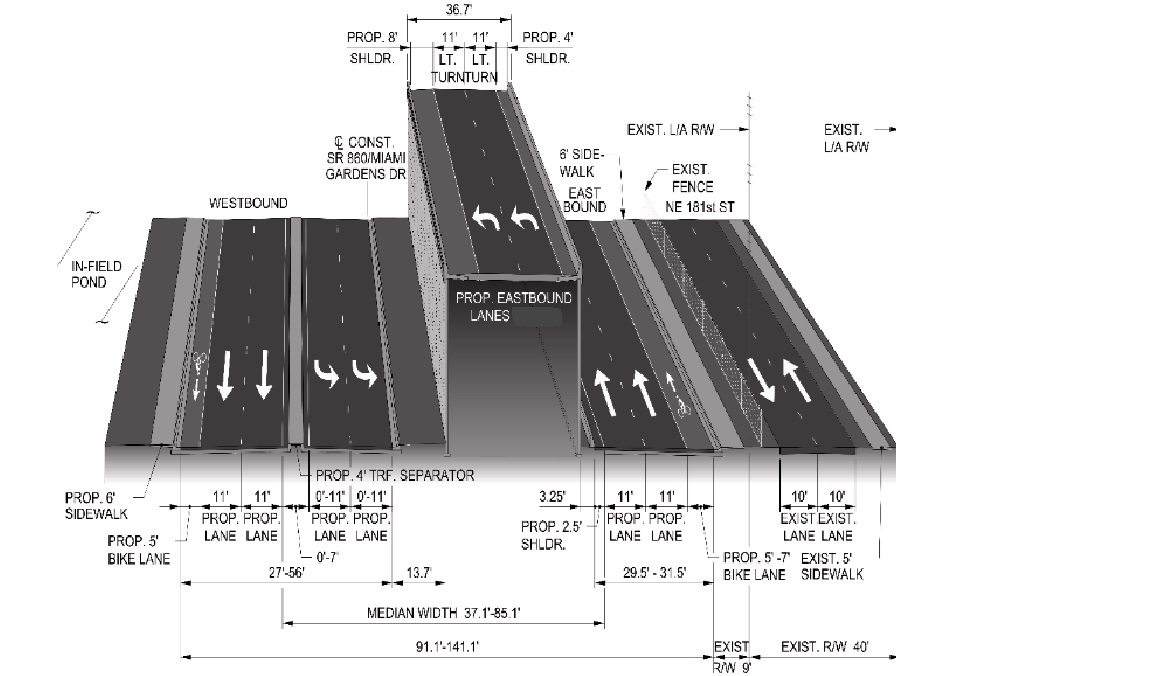 36.7'
PROP. 8' 11' 11' PROP. 4'
SHLDR. LT. LT. SHLDR.
TURN TURN
EXIST. L/A R/W
EXIST.
L/A R/W
℄ CONST.
SR 860/MIAMI
GARDENS DR
6' SIDE-
WALK
EXIST.
FENCE
EAST
BOUND
NE 181st ST
WESTBOUND
IN-FIELD
POND
PROP. EASTBOUND
LANES
PROP. 4' TRF. SEPARATOR
PROP. 6'
SIDEWALK
11' 11' 0'-11' 0'-11' 3.25' 11' 11' 10' 10'
PROP. PROP. PROP. PROP. PROP. PROP. EXIST. EXIST.
LANE LANE LANE LANE LANE LANE LANE LANE
PROP. 5'
BIKE LANE
PROP. 2.5'
SHLDR.
0'-7'
PROP. 5'-7'
BIKE LANE
EXIST. 5'
SIDEWALK
27'-56' 13.7' 29.5' - 31.5'
MEDIAN WIDTH 37.1'-85.1'
91.1'-141.1' EXIST EXIST. R/W 40'
R/W 9'